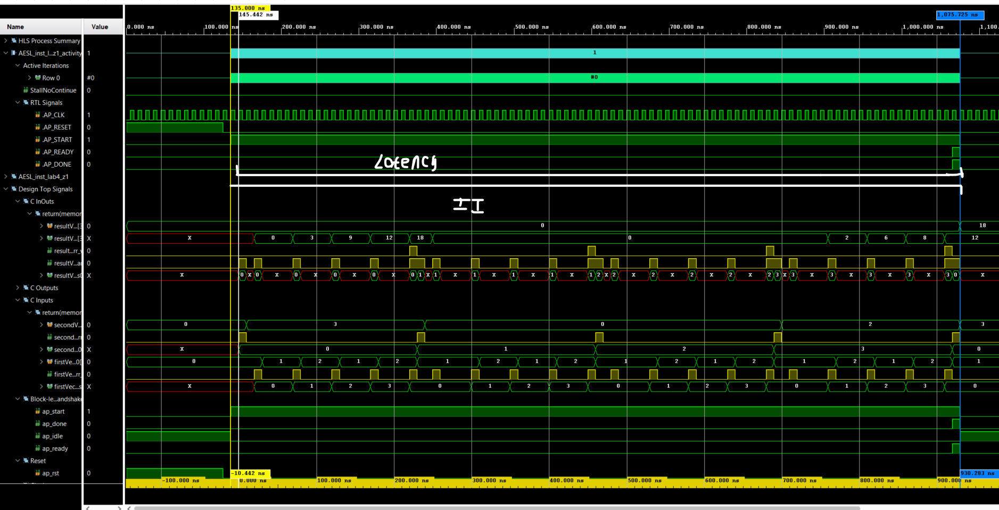 135.000 ns
145.442 ns
1,075.725 ns
Name Value 0.000 ns 100.000 ns 200.000 ns 300.000 ns 400.000 ns 500.000 ns 600.000 ns 700.000 ns 800.000 ns 900.000 ns 1,000.000 ns 1,100.
HLS Process Summary
AESL_inst_l...z1_activity 1 1
Active Iterations
Row 0 #0 #0
StallNoContinue 0
RTL Signals
.AP_CLK 1
.AP_RESET 0
.AP_START 1
.AP_READY 0
.AP_DONE 0
Latency
AESL_inst_lab4_z1
Design Top Signals
C InOuts
II
return(memor
resultV...[3 0 0 18
resultV...[3 X X 0 3 9 12 18 0 2 6 8 12
result...rr_v 0
resultV...ar 0
resultV...s0 X X 0 X 0 X 0 X 0 X 0 X 0 1 X 1 X 1 X 1 X 1 X 1 2 X 2 X 2 X 2 X 2 X 2 3 X 3 X 3 X 3 X 3 X 3 0 X
C Outputs
C Inputs
return(memor
secondV... 0 0 3 0 2 3
second...rr 0
second...0 X X 0 1 2 3 0
firstVe...0[ 0 0 1 2 1 2 1 2 1 2 1 2 1 2 1 2 1 2 1
firstVe...rr_ 0
firstVec...s X X 0 1 2 3 0 1 2 3 0 1 2 3 0 1 2 3 0
Block-le...andshake
ap_start 1
ap_done 0
ap_idle 0
ap_ready 0
Reset
ap_rst 0
-10.442 ns 930.283 ns
-100.000 ns 0.000 ns 100.000 ns 200.000 ns 300.000 ns 400.000 ns 500.000 ns 600.000 ns 700.000 ns 800.000 ns 900.000 ns